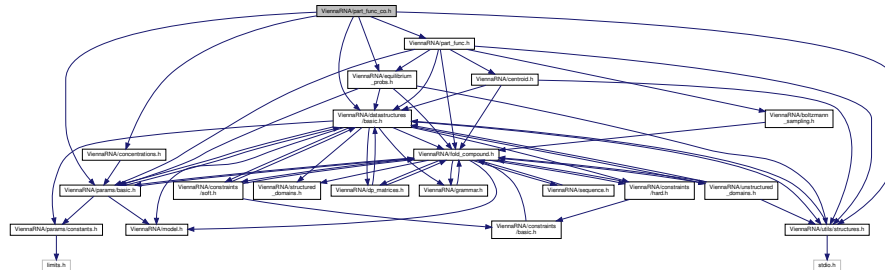 ViennaRNA/part_func_co.h
ViennaRNA/part_func.h
ViennaRNA/equilibrium
_probs.h
ViennaRNA/centroid.h
ViennaRNA/datastructures
/basic.h
ViennaRNA/boltzmann
_sampling.h
ViennaRNA/concentrations.h
ViennaRNA/fold_compound.h
ViennaRNA/params/basic.h
ViennaRNA/constraints
/soft.h
ViennaRNA/structured
_domains.h
ViennaRNA/dp_matrices.h
ViennaRNA/grammar.h
ViennaRNA/sequence.h
ViennaRNA/constraints
/hard.h
ViennaRNA/unstructured
_domains.h
ViennaRNA/params/constants.h
ViennaRNA/model.h
ViennaRNA/constraints
/basic.h
ViennaRNA/utils/structures.h
limits.h
stdio.h